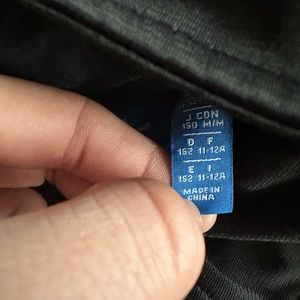 J CDN
150 M/M
D F
152 11-12A
E I
152 11-12A
MADE IN
CHINA